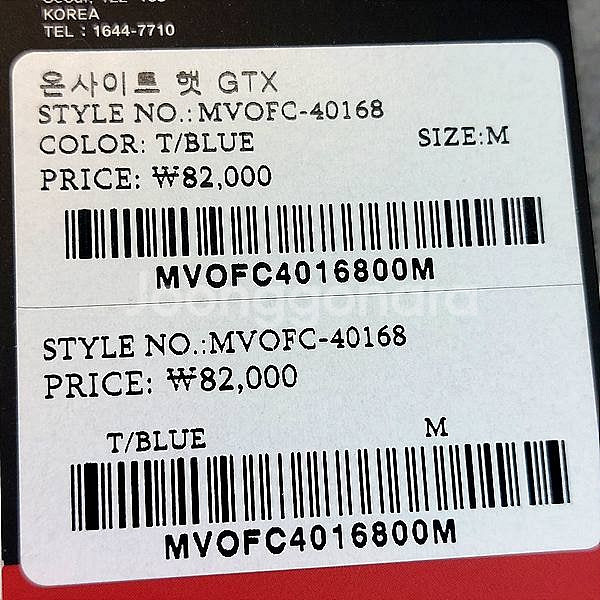 KOREA
TEL : 1644-7710
온사이트 햇 GTX
STYLE NO.:MVOFC-40168
COLOR: T/BLUE SIZE:M
PRICE: ₩82,000
MVOFC4016800M
joonggonara
STYLE NO.:MVOFC-40168
PRICE: ₩82,000
T/BLUE M
MVOFC4016800M